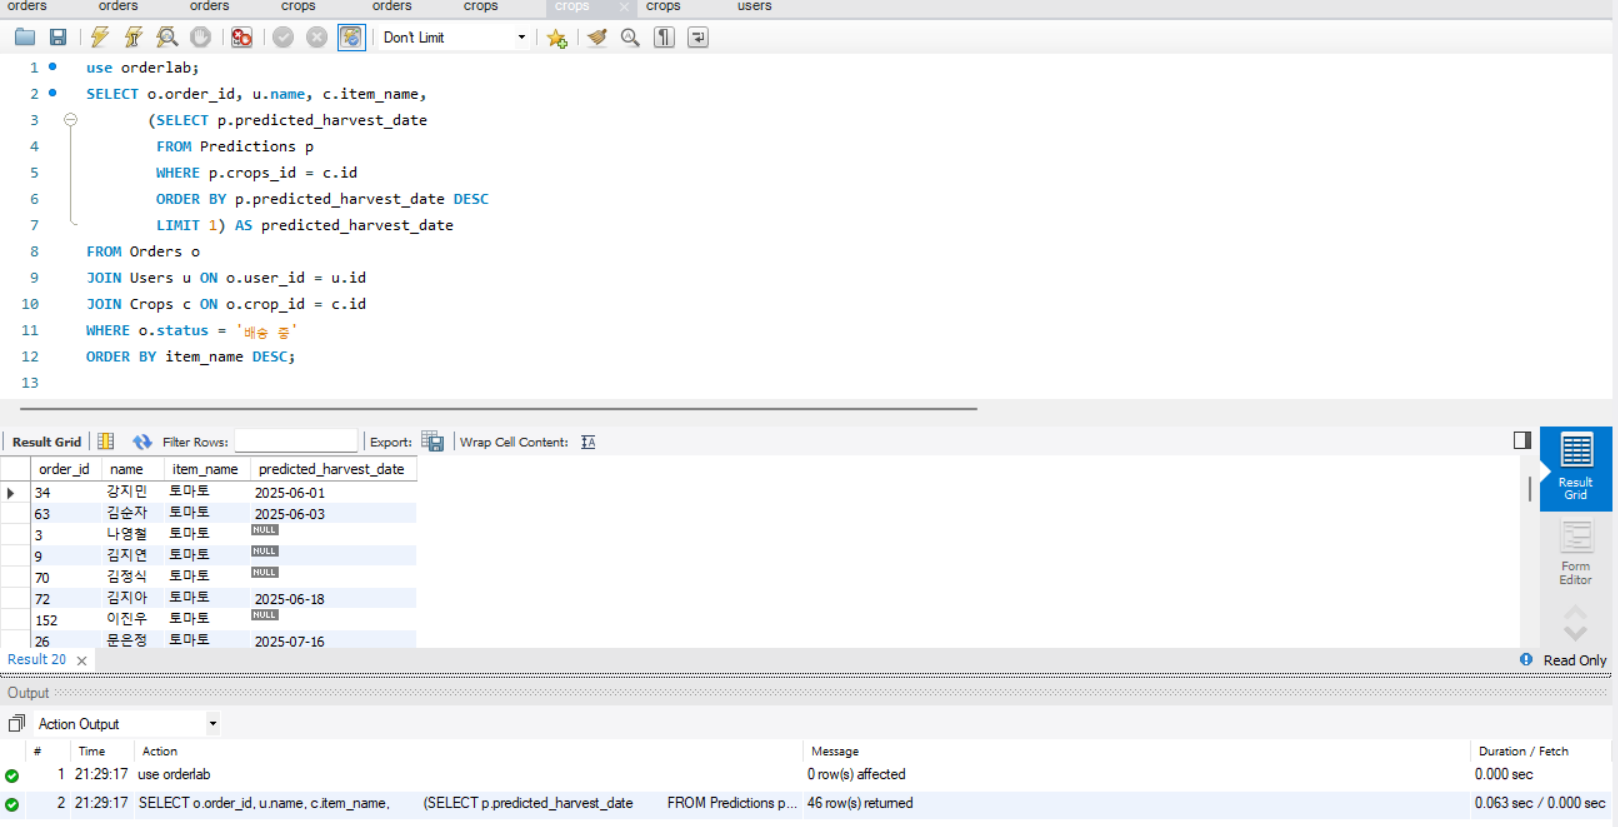 orders orders orders crops orders crops crops crops users
Don't Limit
1 use orderlab;
2 SELECT o.order_id, u.name, c.item_name,
3 (SELECT p.predicted_harvest_date
4 FROM Predictions p
5 WHERE p.crops_id = c.id
6 ORDER BY p.predicted_harvest_date DESC
7 LIMIT 1) AS predicted_harvest_date
8 FROM Orders o
9 JOIN Users u ON o.user_id = u.id
10 JOIN Crops c ON o.crop_id = c.id
11 WHERE o.status = '배송 중'
12 ORDER BY item_name DESC;
13
Result Grid Filter Rows: Export: Wrap Cell Content:
order_id name item_name predicted_harvest_date
34 강지민 토마토 2025-06-01
63 김순자 토마토 2025-06-03
3 나영철 토마토 NULL
9 김지연 토마토 NULL
70 김정식 토마토 NULL
72 김지아 토마토 2025-06-18
152 이진우 토마토 NULL
26 문은정 토마토 2025-07-16
Result
Grid
Form
Editor
Result 20 Read Only
Output
Action Output
# Time Action Message Duration / Fetch
1 21:29:17 use orderlab 0 row(s) affected 0.000 sec
2 21:29:17 SELECT o.order_id, u.name, c.item_name, (SELECT p.predicted_harvest_date FROM Predictions p... 46 row(s) returned 0.063 sec / 0.000 sec